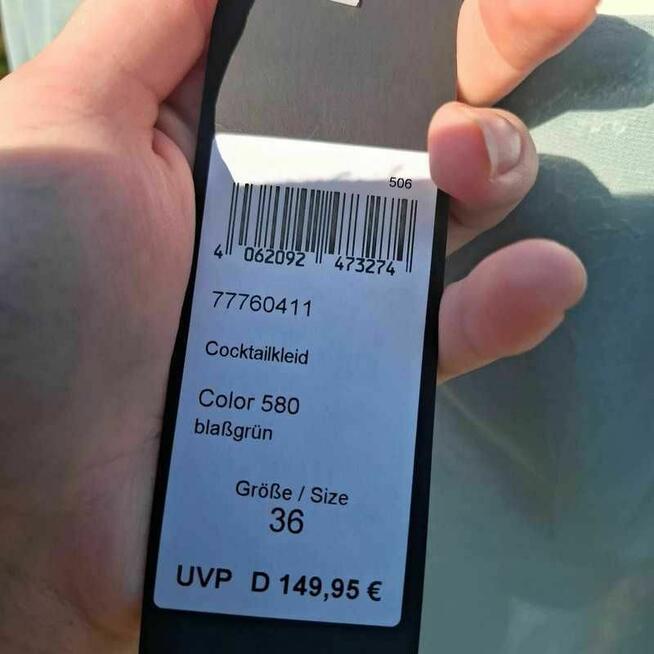 506
4 062092 473274
77760411
Cocktailkleid
Color 580
blaßgrün
Größe / Size
36
UVP D 149,95 €